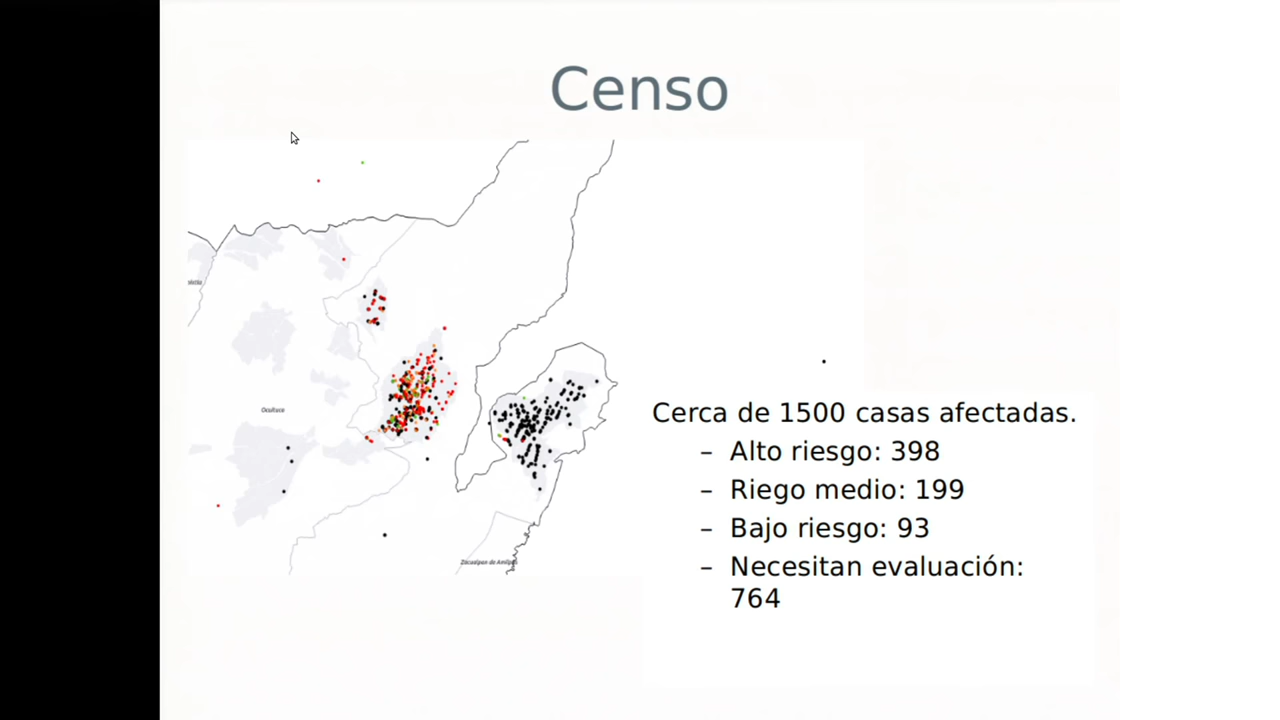 Censo
Ocuituco
Zacualpan de Amilpas
Cerca de 1500 casas afectadas.
– Alto riesgo: 398
– Riego medio: 199
– Bajo riesgo: 93
– Necesitan evaluación:
764